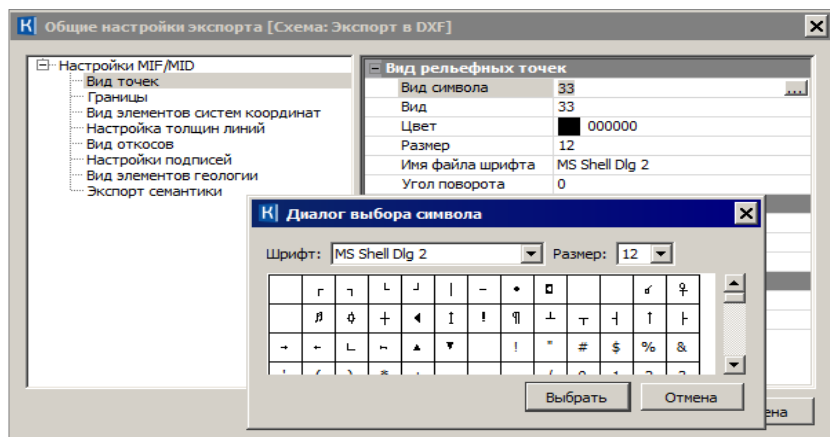 Общие настройки экспорта [Схема: Экспорт в DXF]
Настройки MIF/MID
Вид точек
Границы
Вид элементов систем координат
Настройка толщин линий
Вид откосов
Настройки подписей
Вид элементов геологии
Экспорт семантики
Вид рельефных точек
Вид символа 33 ...
Вид 33
Цвет 000000
Размер 12
Имя файла шрифта MS Shell Dlg 2
Угол поворота 0
Диалог выбора символа
Шрифт: MS Shell Dlg 2 Размер: 12
! " # $ % &
Выбрать Отмена